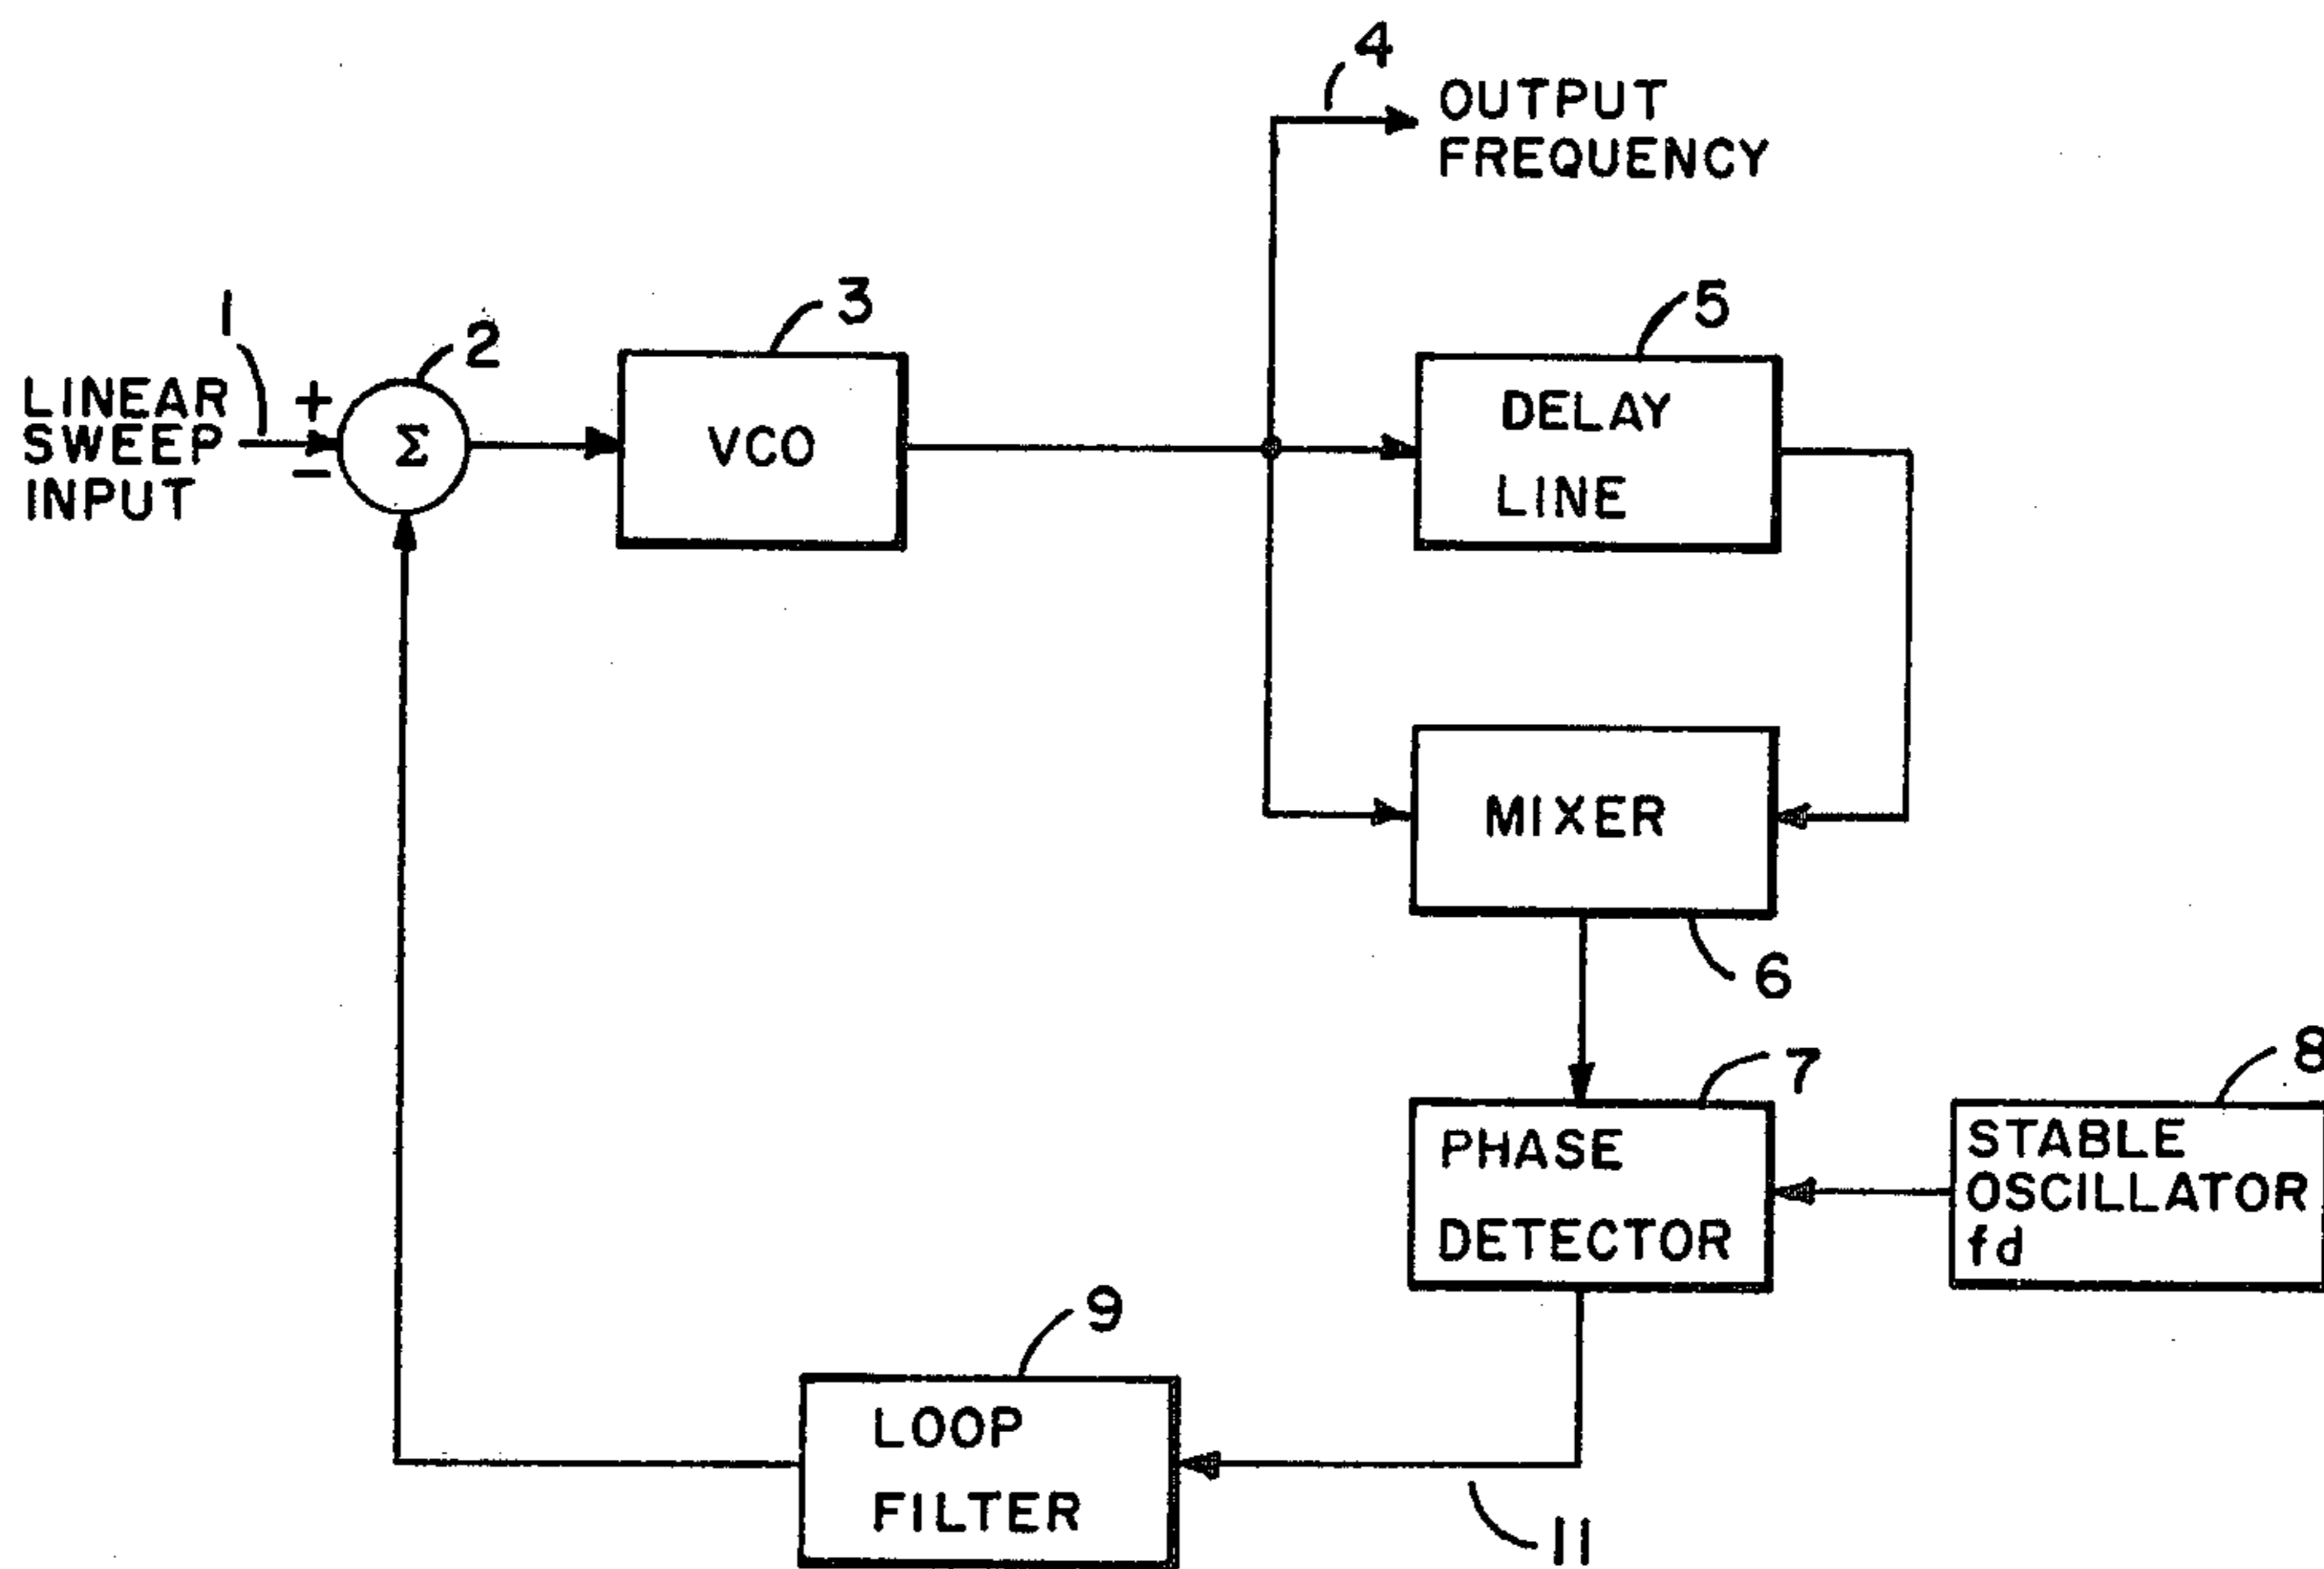 4
OUTPUT
FREQUENCY
1
2
3
5
LINEAR
SWEEP
INPUT
+
−
Σ
VCO
DELAY
LINE
MIXER
6
7
8
PHASE
DETECTOR
STABLE
OSCILLATOR
fd
9
LOOP
FILTER
11